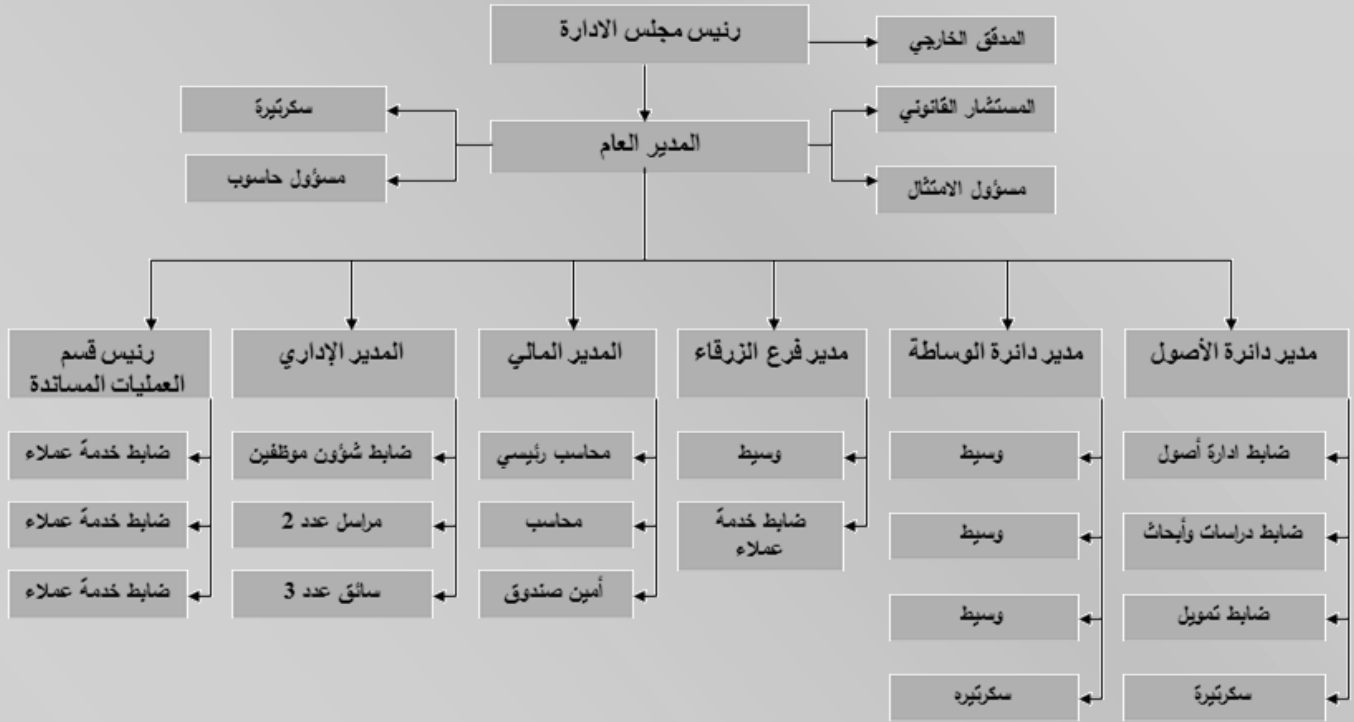 رئيس مجلس الادارة
المدقق الخارجي
المستشار القانوني
سكرتيرة
المدير العام
مسؤول الامتثال
مسؤول حاسوب
مدير دائرة الأصول
مدير دائرة الوساطة
مدير فرع الزرقاء
المدير المالي
المدير الإداري
رئيس قسم
العمليات المساندة
ضابط ادارة أصول
وسيط
وسيط
محاسب رئيسي
ضابط شؤون موظفين
ضابط خدمة عملاء
ضابط دراسات وأبحاث
وسيط
ضابط خدمة
عملاء
محاسب
مراسل عدد 2
ضابط خدمة عملاء
ضابط تمويل
وسيط
أمين صندوق
سائق عدد 3
ضابط خدمة عملاء
سكرتيرة
سكرتيره